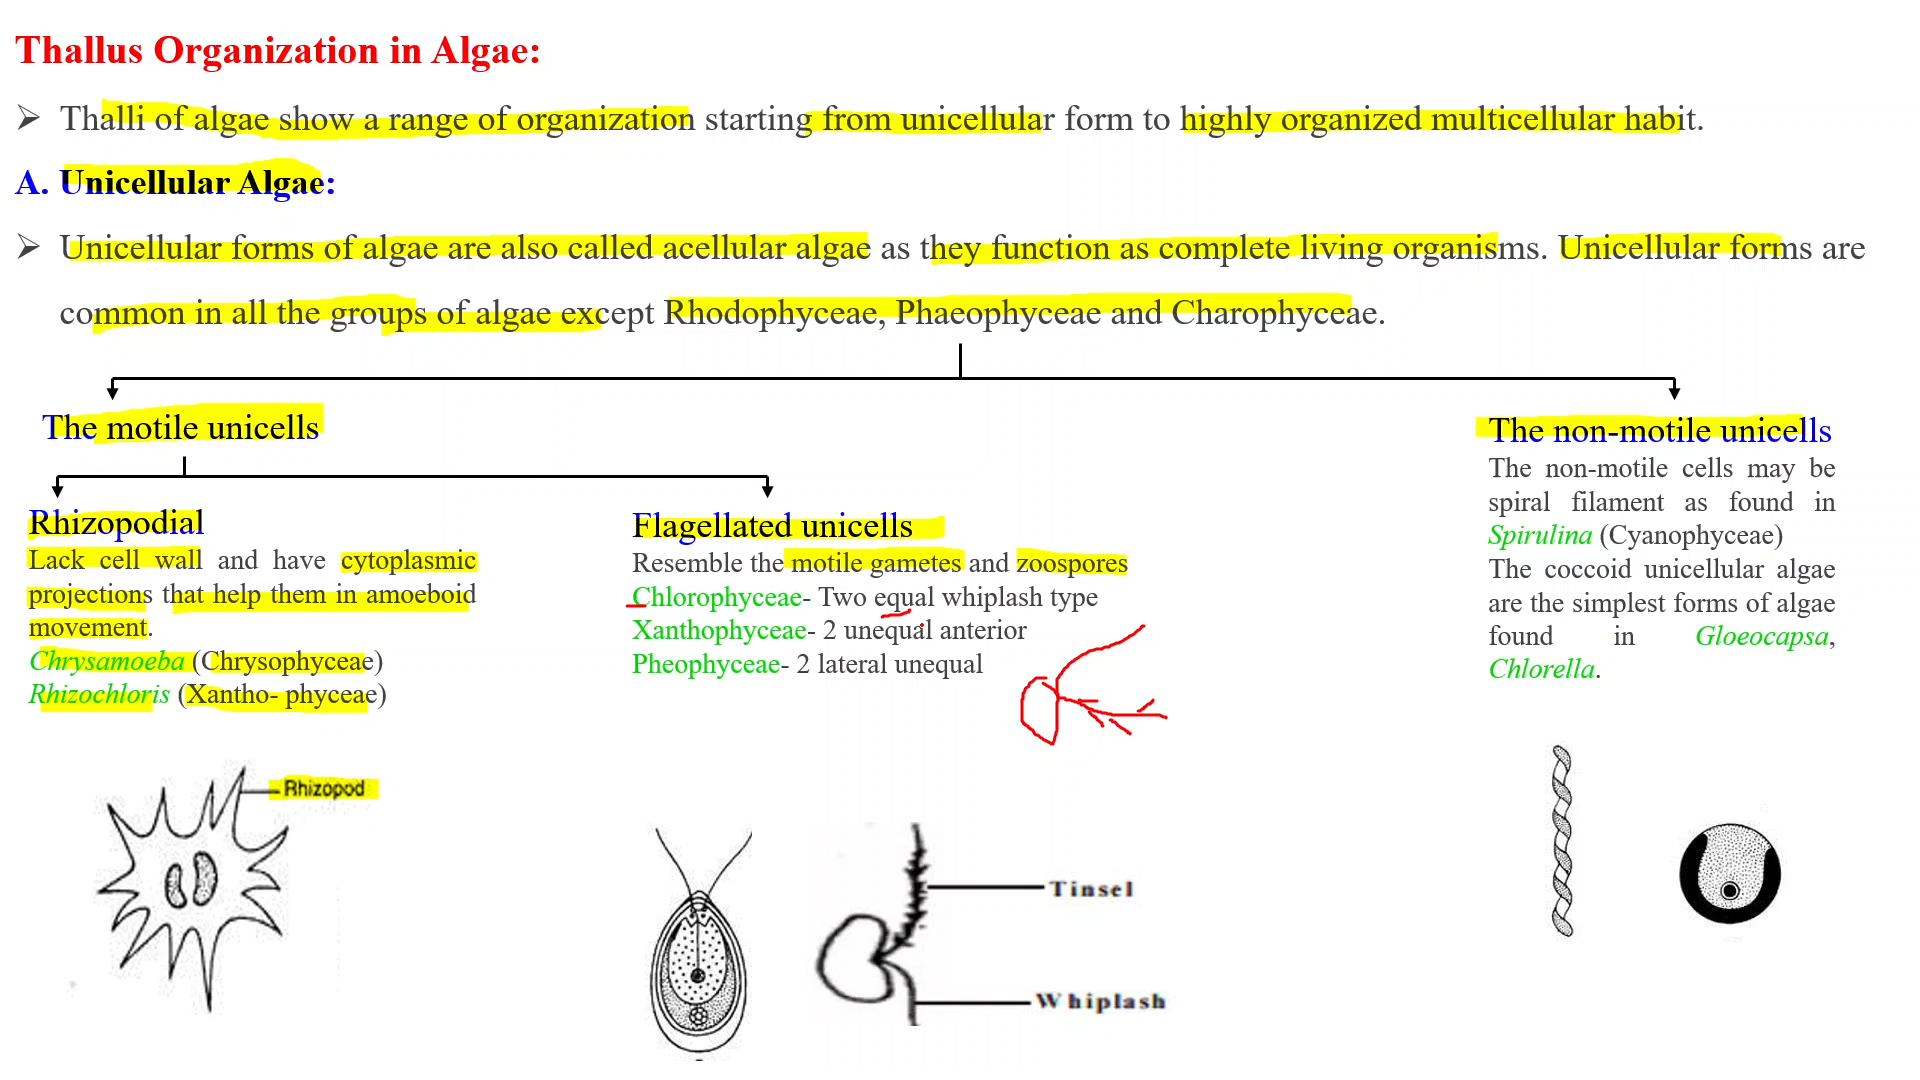 Thallus Organization in Algae:
➢ Thalli of algae show a range of organization starting from unicellular form to highly organized multicellular habit.
A. Unicellular Algae:
➢ Unicellular forms of algae are also called acellular algae as they function as complete living organisms. Unicellular forms are
common in all the groups of algae except Rhodophyceae, Phaeophyceae and Charophyceae.
The motile unicells
Rhizopodial
Lack cell wall and have cytoplasmic
projections that help them in amoeboid
movement.
Chrysamoeba (Chrysophyceae)
Rhizochloris (Xantho- phyceae)
Rhizopod
Flagellated unicells
Resemble the motile gametes and zoospores
Chlorophyceae- Two equal whiplash type
Xanthophyceae- 2 unequal anterior
Pheophyceae- 2 lateral unequal
Tinsel
Whiplash
The non-motile unicells
The non-motile cells may be
spiral filament as found in
Spirulina (Cyanophyceae)
The coccoid unicellular algae
are the simplest forms of algae
found in Gloeocapsa,
Chlorella.